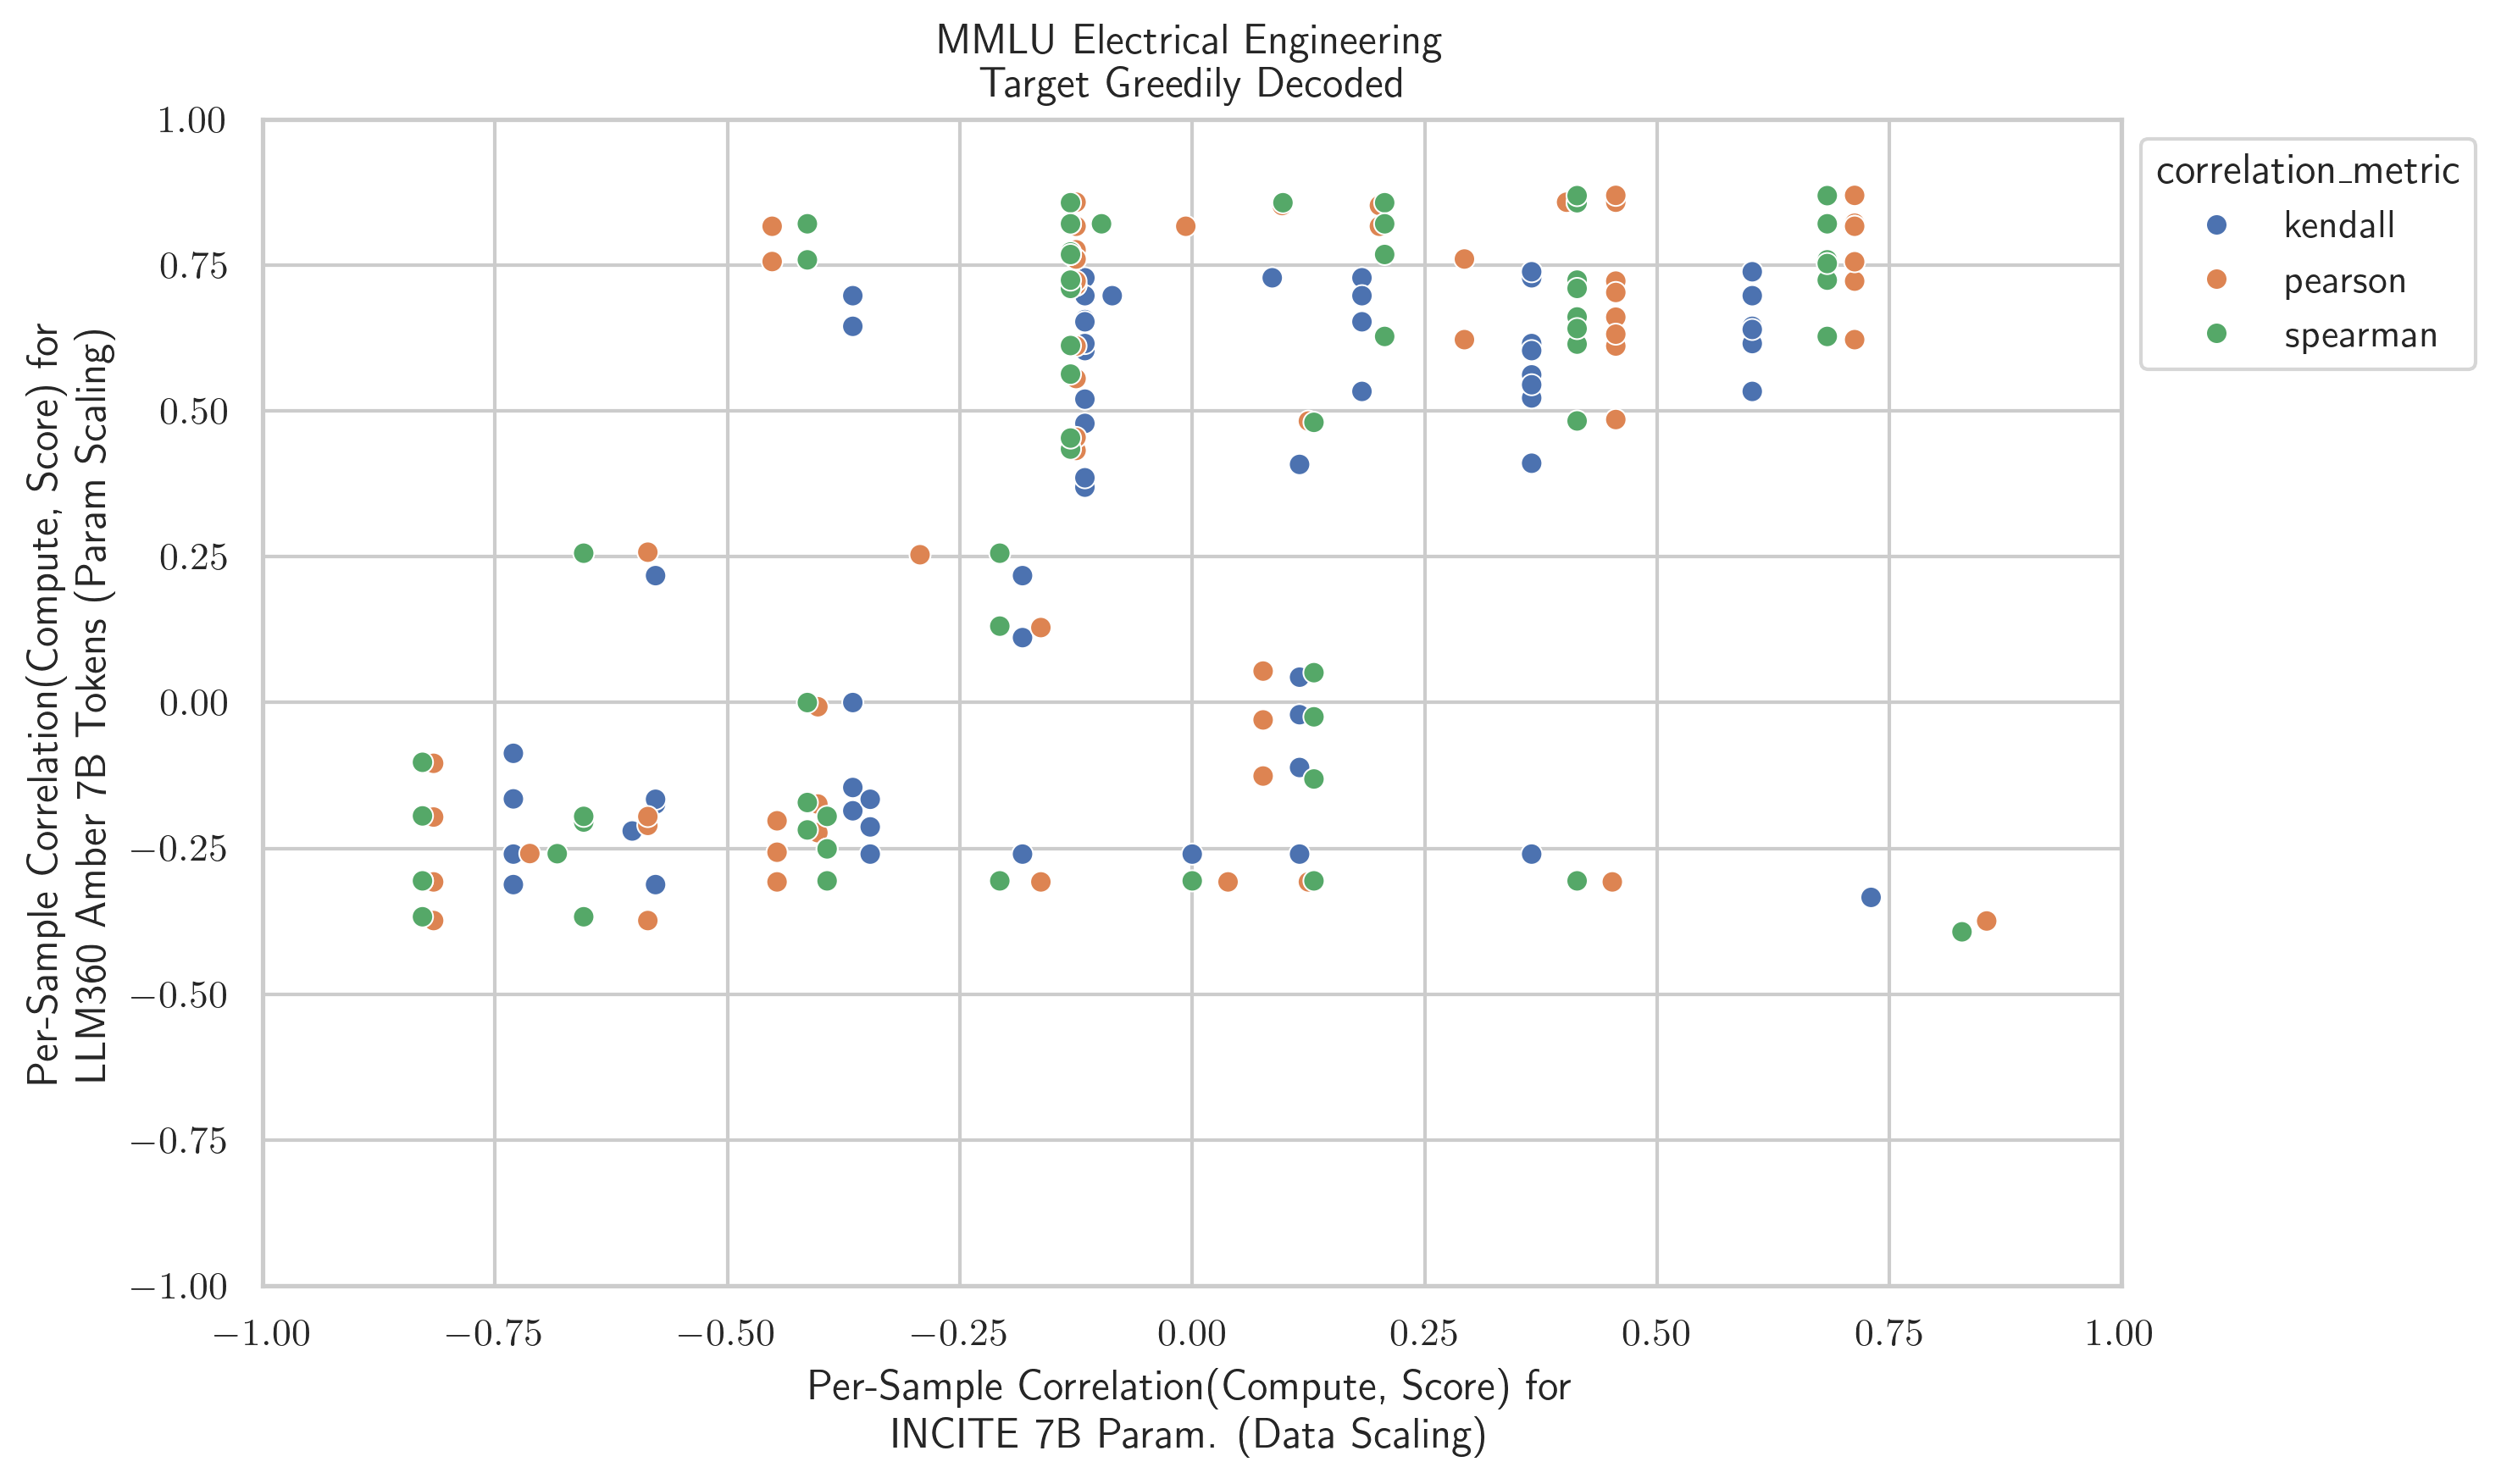 MMLU Electrical Engineering
Target Greedily Decoded
Per-Sample Correlation(Compute, Score) for
LLM360 Amber 7B Tokens (Param Scaling)
1.00
0.75
0.50
0.25
0.00
−0.25
−0.50
−0.75
−1.00
−1.00 −0.75 −0.50 −0.25 0.00 0.25 0.50 0.75 1.00
Per-Sample Correlation(Compute, Score) for
INCITE 7B Param. (Data Scaling)
correlation_metric
kendall
pearson
spearman